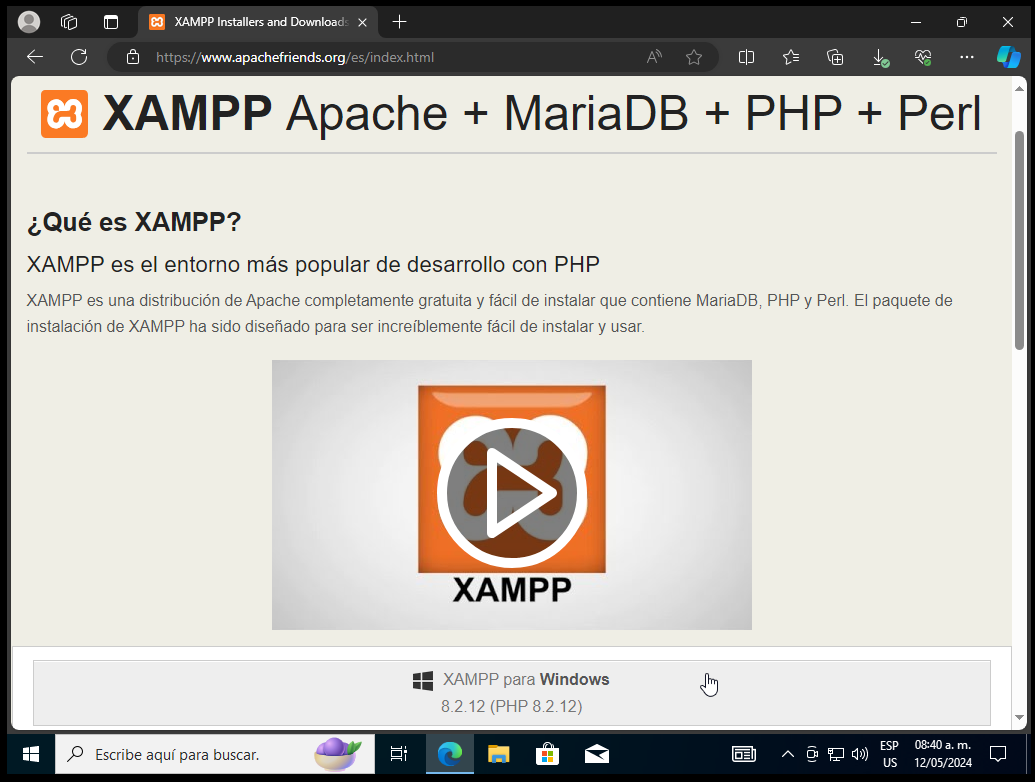 XAMPP Installers and Downloads
https://www.apachefriends.org/es/index.html
XAMPP Apache + MariaDB + PHP + Perl
¿Qué es XAMPP?
XAMPP es el entorno más popular de desarrollo con PHP
XAMPP es una distribución de Apache completamente gratuita y fácil de instalar que contiene MariaDB, PHP y Perl. El paquete de
instalación de XAMPP ha sido diseñado para ser increíblemente fácil de instalar y usar.
XAMPP
XAMPP para Windows
8.2.12 (PHP 8.2.12)
Escribe aquí para buscar.
ESP
US
08:40 a. m.
12/05/2024